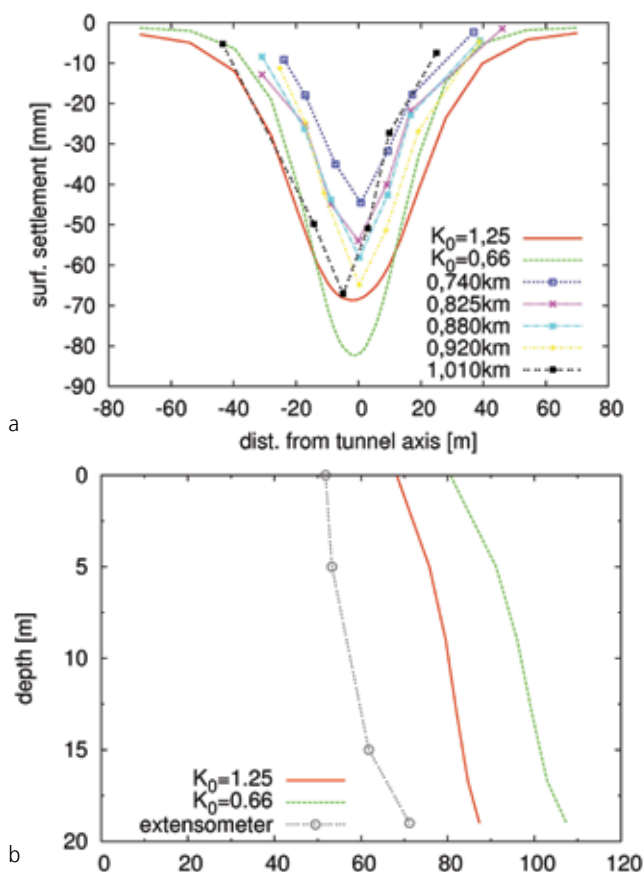 0
-10
-20
-30
-40
-50
-60
-70
-80
-90
surf. settlement [mm]
K0=1,25
K0=0,66
0,740km
0,825km
0,880km
0,920km
1,010km
-80 -60 -40 -20 0 20 40 60 80
dist. from tunnel axis [m]
a
0
5
10
15
20
depth [m]
K0=1.25
K0=0.66
extensometer
0 20 40 60 80 100 120
b